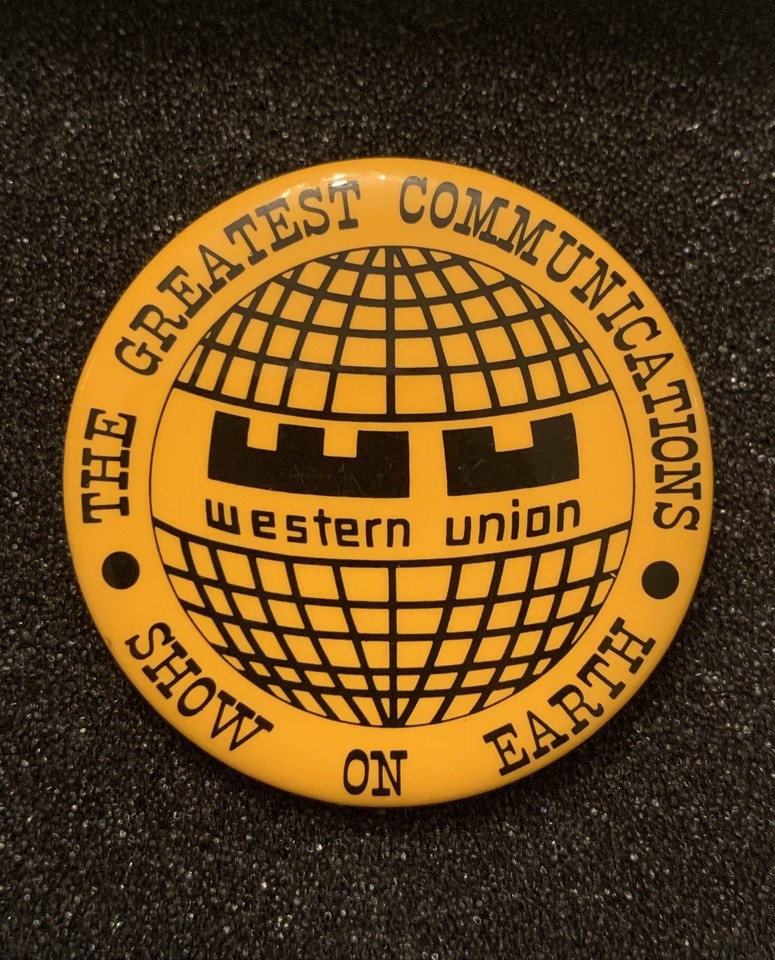 THE GREATEST COMMUNICATIONS
wu
western union
SHOW ON EARTH